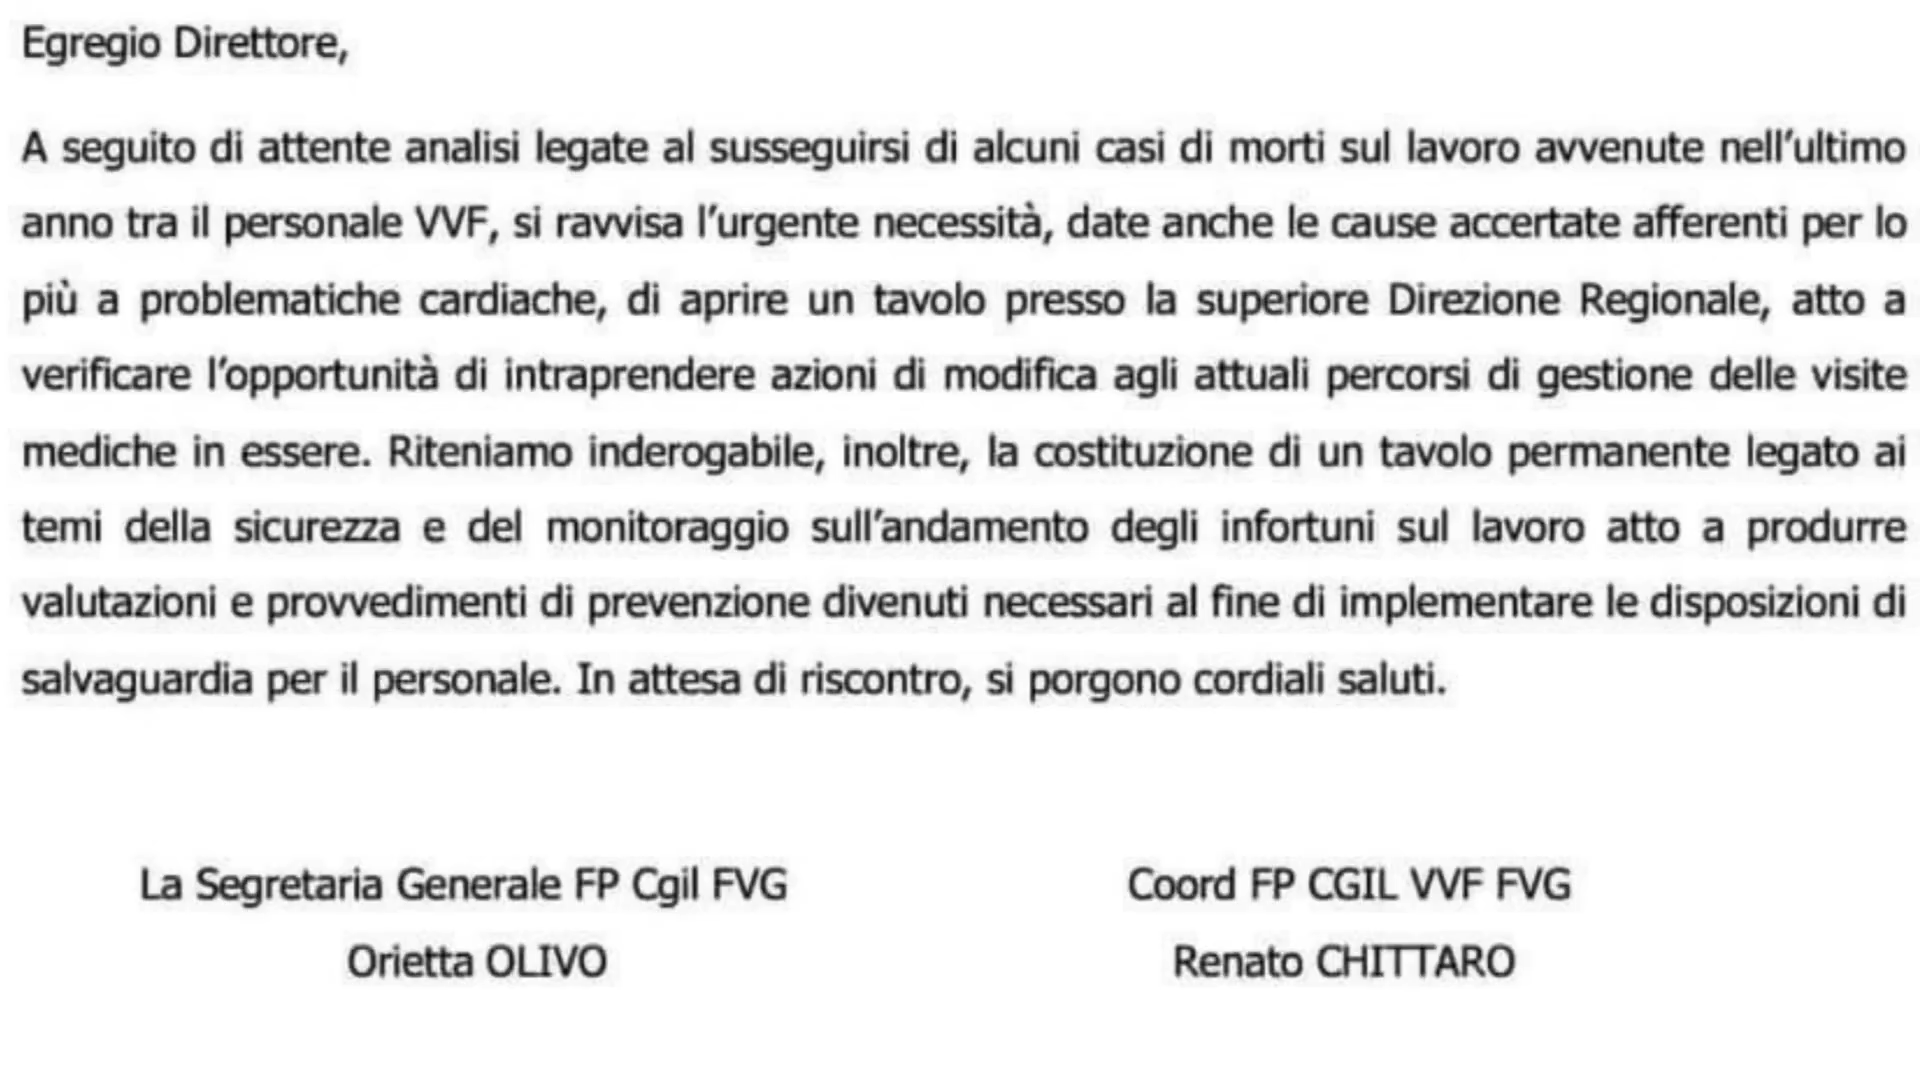 Egregio Direttore,
A seguito di attente analisi legate al susseguirsi di alcuni casi di morti sul lavoro avvenute nell'ultimo
anno tra il personale VVF, si ravvisa l'urgente necessità, date anche le cause accertate afferenti per lo
più a problematiche cardiache, di aprire un tavolo presso la superiore Direzione Regionale, atto a
verificare l'opportunità di intraprendere azioni di modifica agli attuali percorsi di gestione delle visite
mediche in essere. Riteniamo inderogabile, inoltre, la costituzione di un tavolo permanente legato ai
temi della sicurezza e del monitoraggio sull'andamento degli infortuni sul lavoro atto a produrre
valutazioni e provvedimenti di prevenzione divenuti necessari al fine di implementare le disposizioni di
salvaguardia per il personale. In attesa di riscontro, si porgono cordiali saluti.
La Segretaria Generale FP Cgil FVG
Orietta OLIVO
Coord FP CGIL VVF FVG
Renato CHITTARO